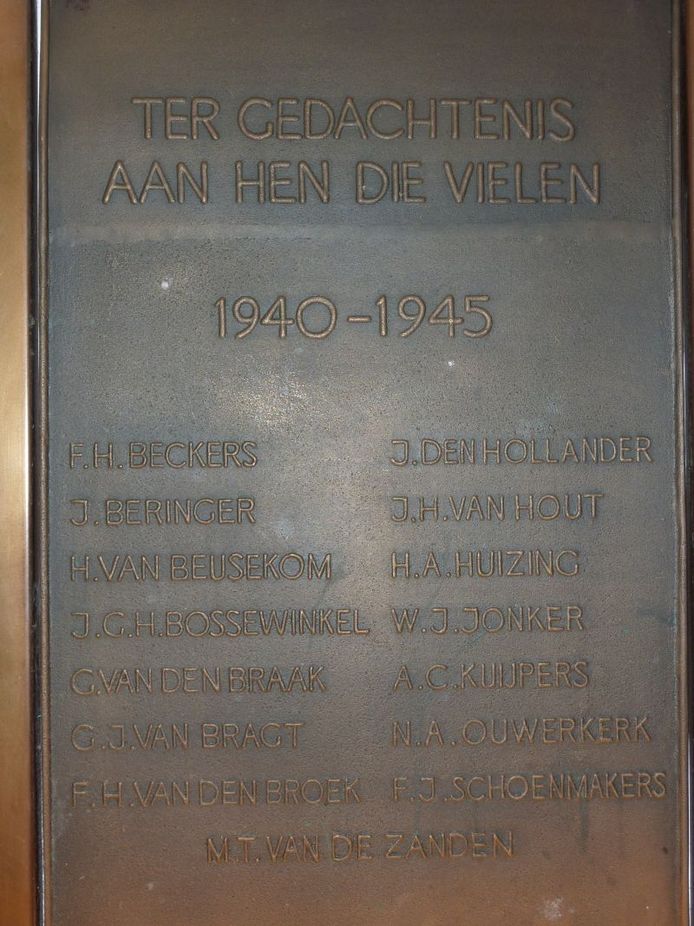 TER GEDACHTENIS
AAN HEN DIE VIELEN
1940-1945
F.H.BECKERS
J.BERINGER
H.VAN BEUSEKOM
J.G.H.BOSSEWINKEL
G.VAN DEN BRAAK
G.J.VAN BRAGT
F.H.VAN DEN BROEK
J.DEN HOLLANDER
J.H.VAN HOUT
H.A.HUIZING
W.J.JONKER
A.C.KUIJPERS
N.A.OUWERKERK
F.J.SCHOENMAKERS
M.T.VAN DE ZANDEN